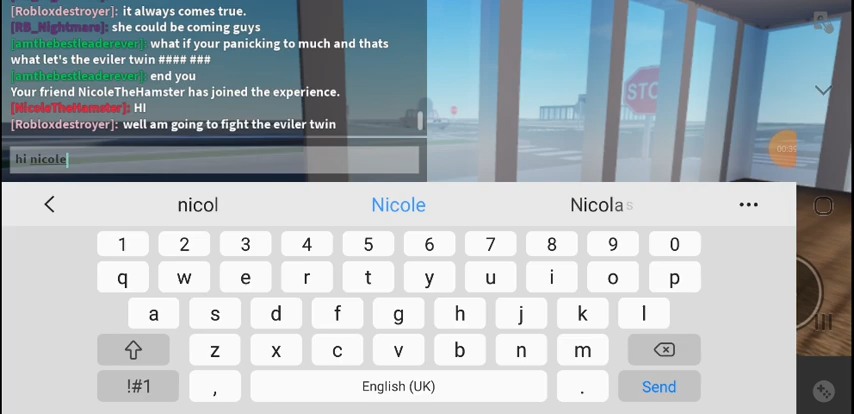 [Robloxdestroyer]: it always comes true.
[RB_Nightmare]: she could be coming guys
[iamthebestleaderever]: what if your panicking to much and thats
what let's the eviler twin #### ###
[iamthebestleaderever]: end you
Your friend NicoleTheHamster has joined the experience.
[NicoleTheHamster]: HI
[Robloxdestroyer]: well am going to fight the eviler twin
STO
00:39
hi nicole
nicol Nicole Nicolas
1 2 3 4 5 6 7 8 9 0
q w e r t y u i o p
a s d f g h j k l
z x c v b n m
!#1 , English (UK) . Send